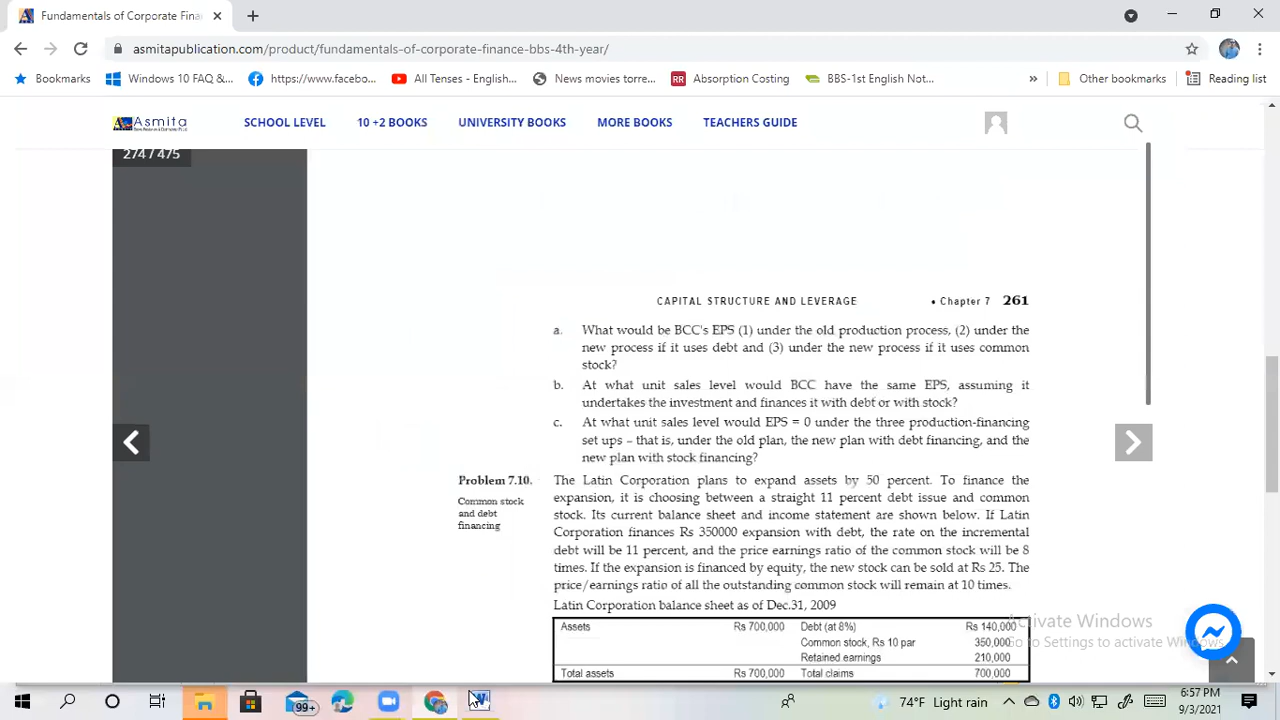 Fundamentals of Corporate Fina
asmitapublication.com/product/fundamentals-of-corporate-finance-bbs-4th-year/
Bookmarks Windows 10 FAQ &... https://www.facebo... All Tenses - English... News movies torre... RR Absorption Costing BBS-1st English Not... » Other bookmarks Reading list
Asmita SCHOOL LEVEL 10 +2 BOOKS UNIVERSITY BOOKS MORE BOOKS TEACHERS GUIDE
274 / 475
CAPITAL STRUCTURE AND LEVERAGE • Chapter 7 261
a. What would be BCC's EPS (1) under the old production process, (2) under the
new process if it uses debt and (3) under the new process if it uses common
stock?
b. At what unit sales level would BCC have the same EPS, assuming it
undertakes the investment and finances it with debt or with stock?
c. At what unit sales level would EPS = 0 under the three production-financing
set ups – that is, under the old plan, the new plan with debt financing, and the
new plan with stock financing?
Problem 7.10. The Latin Corporation plans to expand assets by 50 percent. To finance the
Common stock expansion, it is choosing between a straight 11 percent debt issue and common
and debt stock. Its current balance sheet and income statement are shown below. If Latin
financing Corporation finances Rs 350000 expansion with debt, the rate on the incremental
debt will be 11 percent, and the price earnings ratio of the common stock will be 8
times. If the expansion is financed by equity, the new stock can be sold at Rs 25. The
price/earnings ratio of all the outstanding common stock will remain at 10 times.
Latin Corporation balance sheet as of Dec.31, 2009
Assets Rs 700,000 Debt (at 8%) Rs 140,000
Common stock, Rs 10 par 350,000
Retained earnings 210,000
Total assets Rs 700,000 Total claims 700,000
Activate Windows
Go to Settings to activate Windows.
99+ 74°F Light rain 6:57 PM
9/3/2021